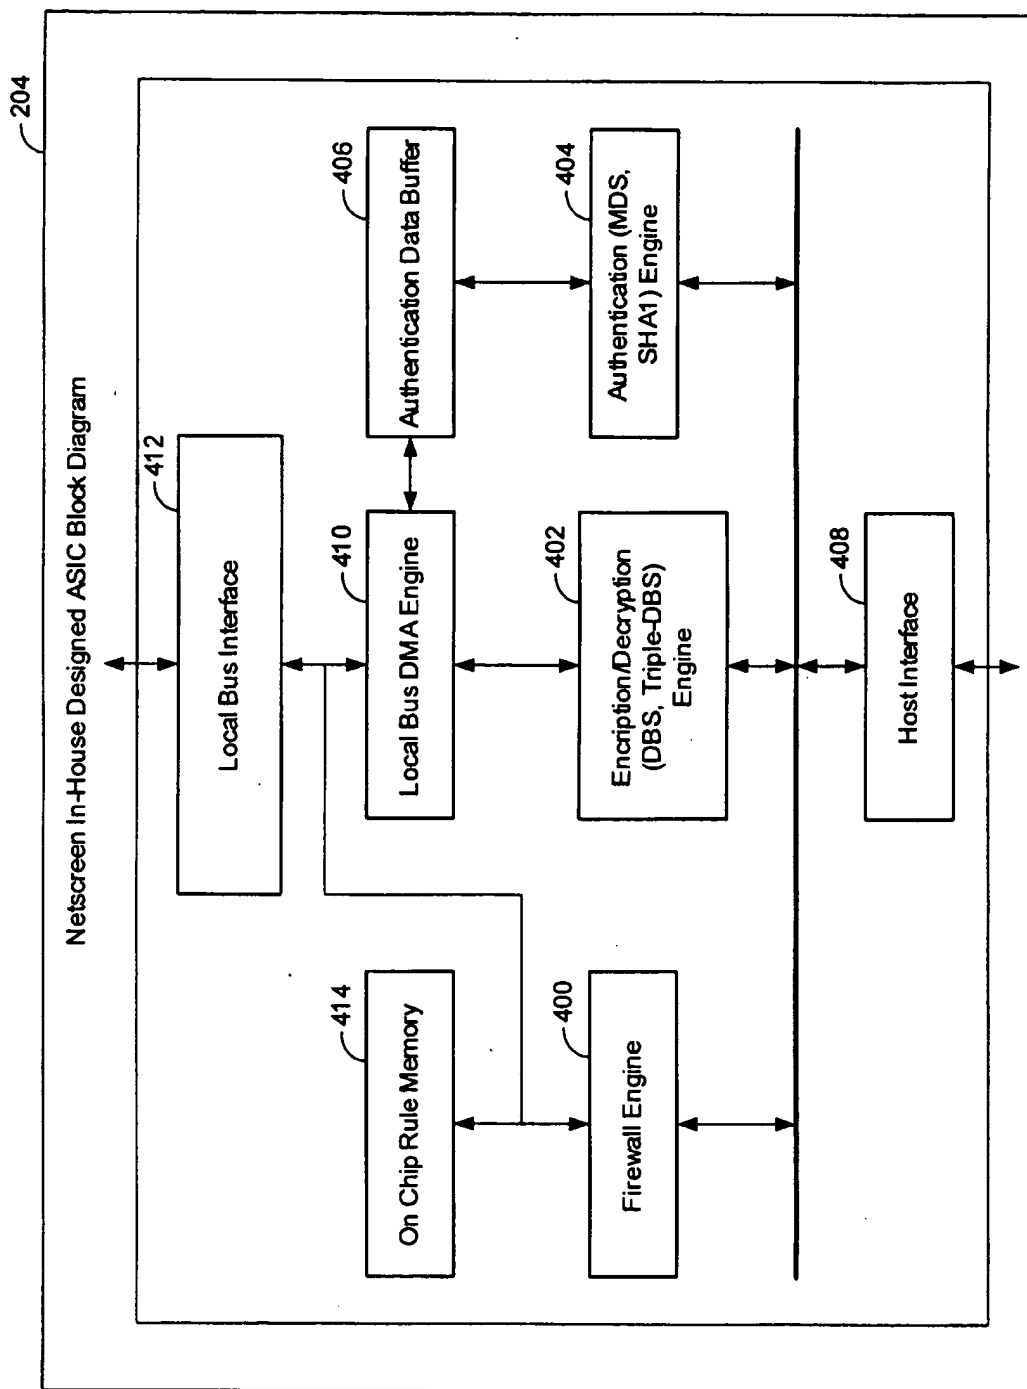 204
Netscreen In-House Designed ASIC Block Diagram
412
Local Bus Interface
414
On Chip Rule Memory
410
Local Bus DMA Engine
406
Authentication Data Buffer
400
Firewall Engine
402
Encription/Decryption
(DBS, Triple-DBS)
Engine
404
Authentication (MDS,
SHA1) Engine
408
Host Interface